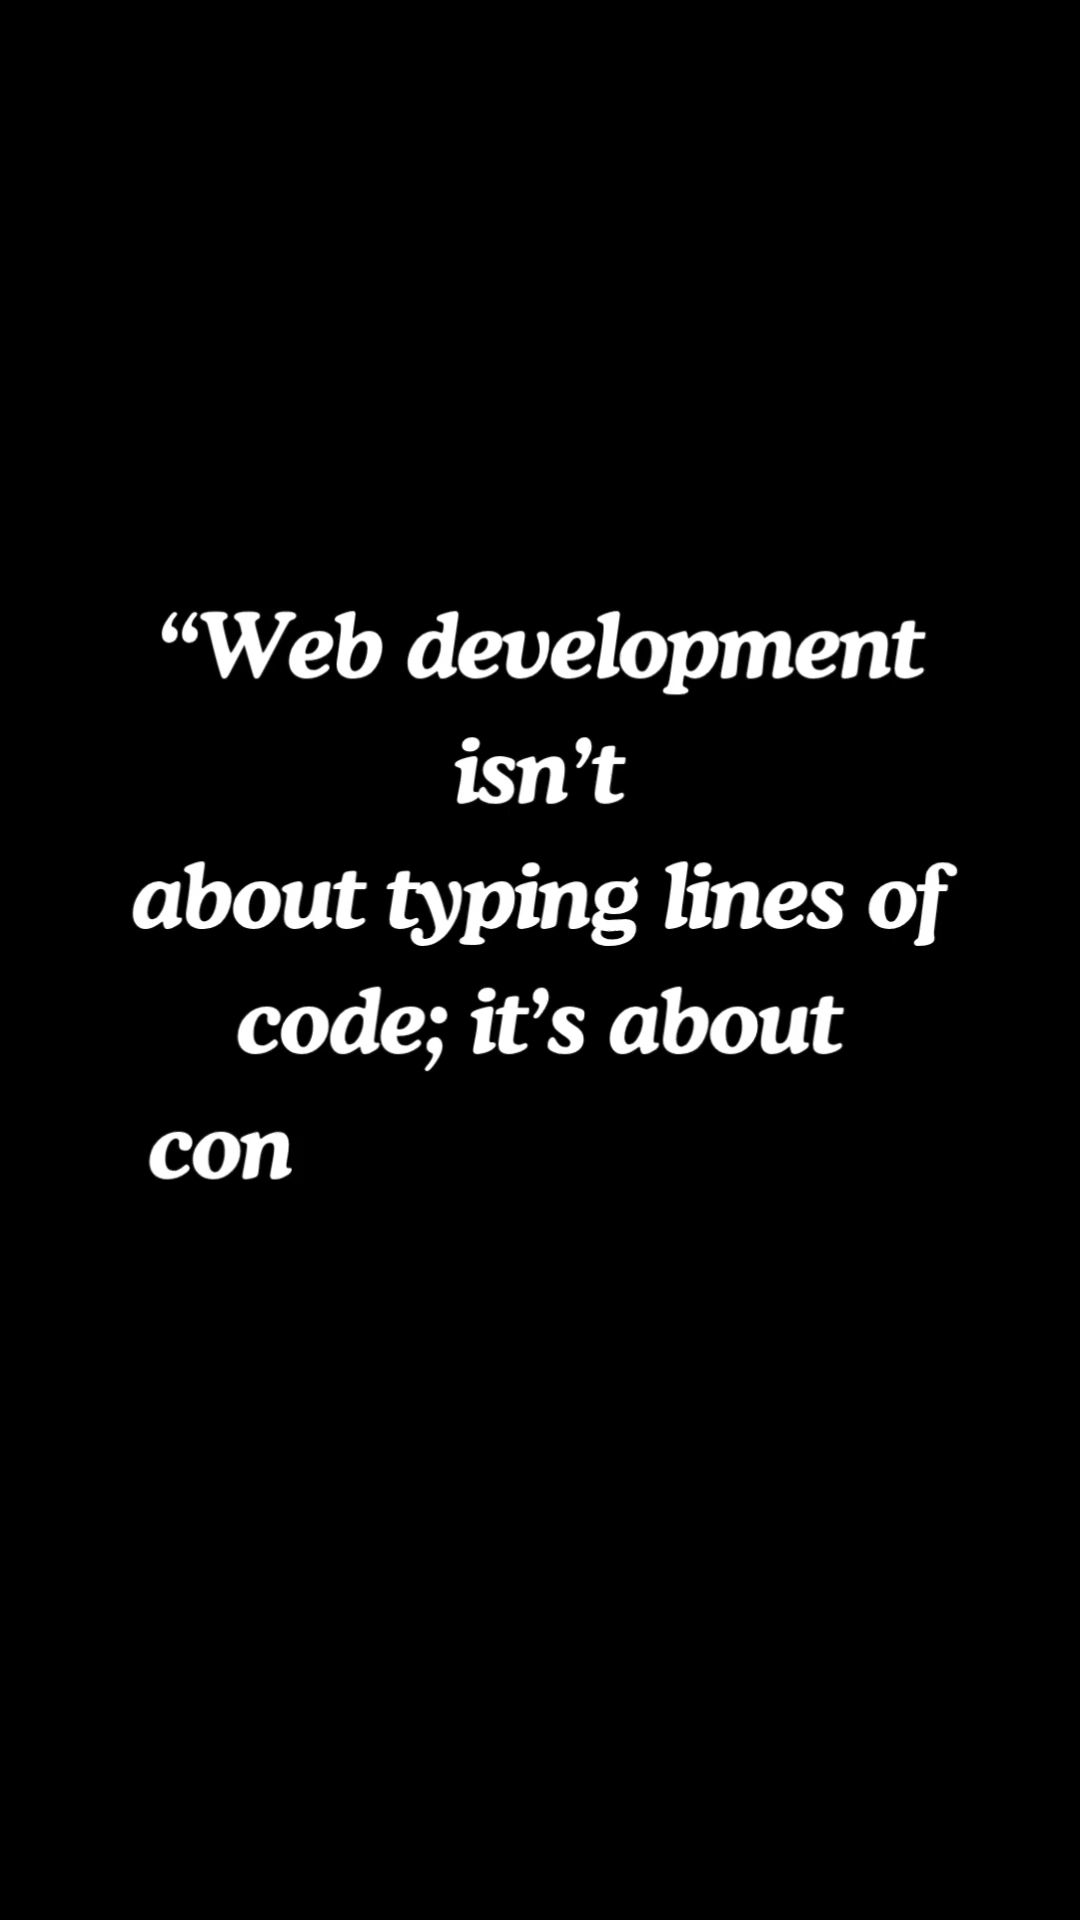 “Web development
isn’t
about typing lines of
code; it’s about
con